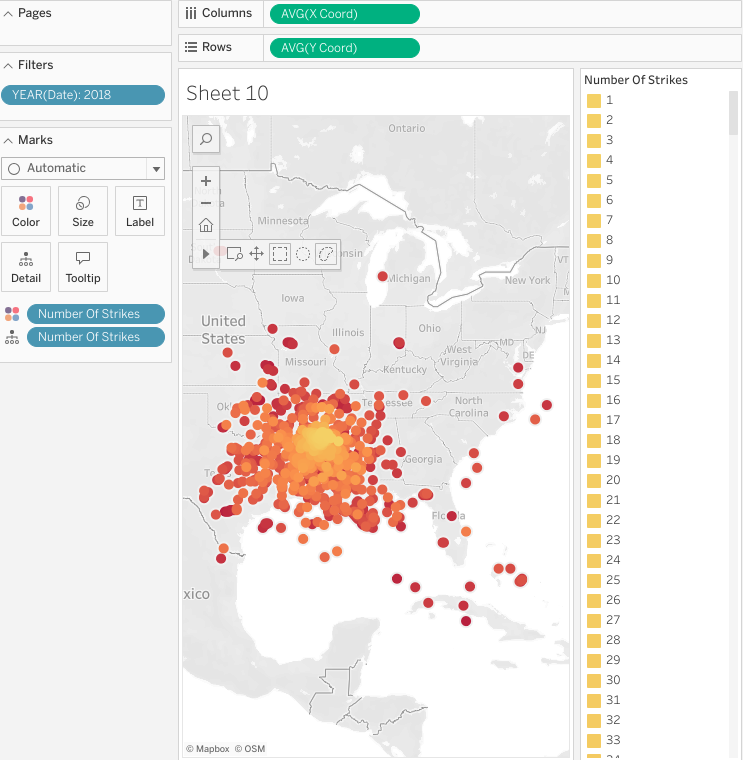 Pages
Columns
AVG(X Coord)
Rows
AVG(Y Coord)
Filters
YEAR(Date): 2018
Marks
Automatic
Color
Size
Label
Detail
Tooltip
Number Of Strikes
Number Of Strikes
Sheet 10
Ontario
Minnesota
Michigan
New York
VT
Iowa
United
States
Illinois
Ohio
NJ
MD
DE
West
Virginia
Missouri
Kentucky
Tennessee
North
Carolina
Georgia
Florida
xico
© Mapbox © OSM
Number Of Strikes
1
2
3
4
5
6
7
8
9
10
11
12
13
14
15
16
17
18
19
20
21
22
23
24
25
26
27
28
29
30
31
32
33